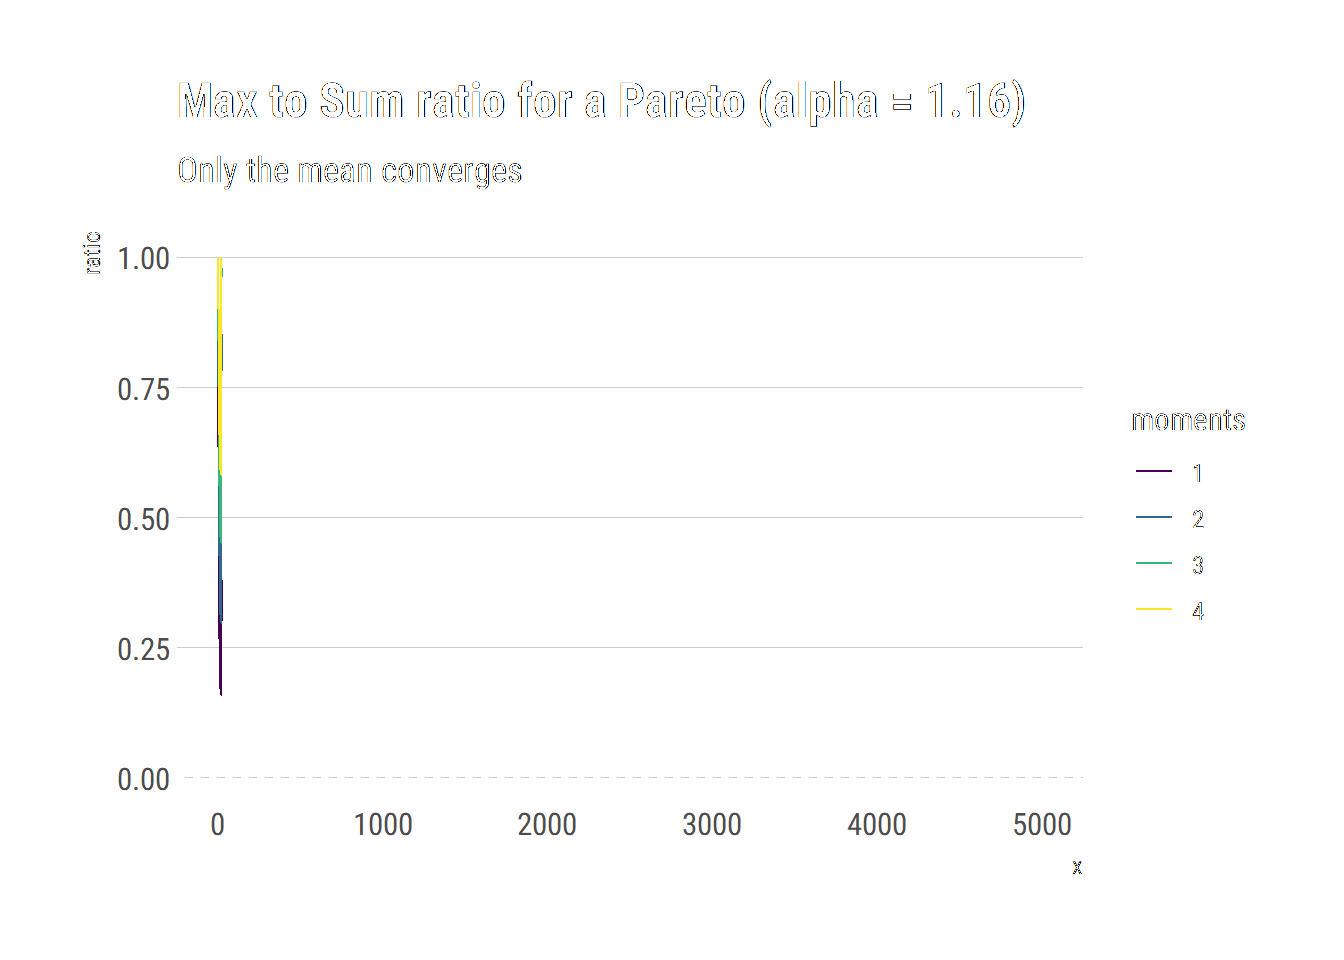 Max to Sum ratio for a Pareto (alpha = 1.16)
Only the mean converges
ratio
1.00
0.75
0.50
0.25
0.00
0 1000 2000 3000 4000 5000
x
moments
1
2
3
4